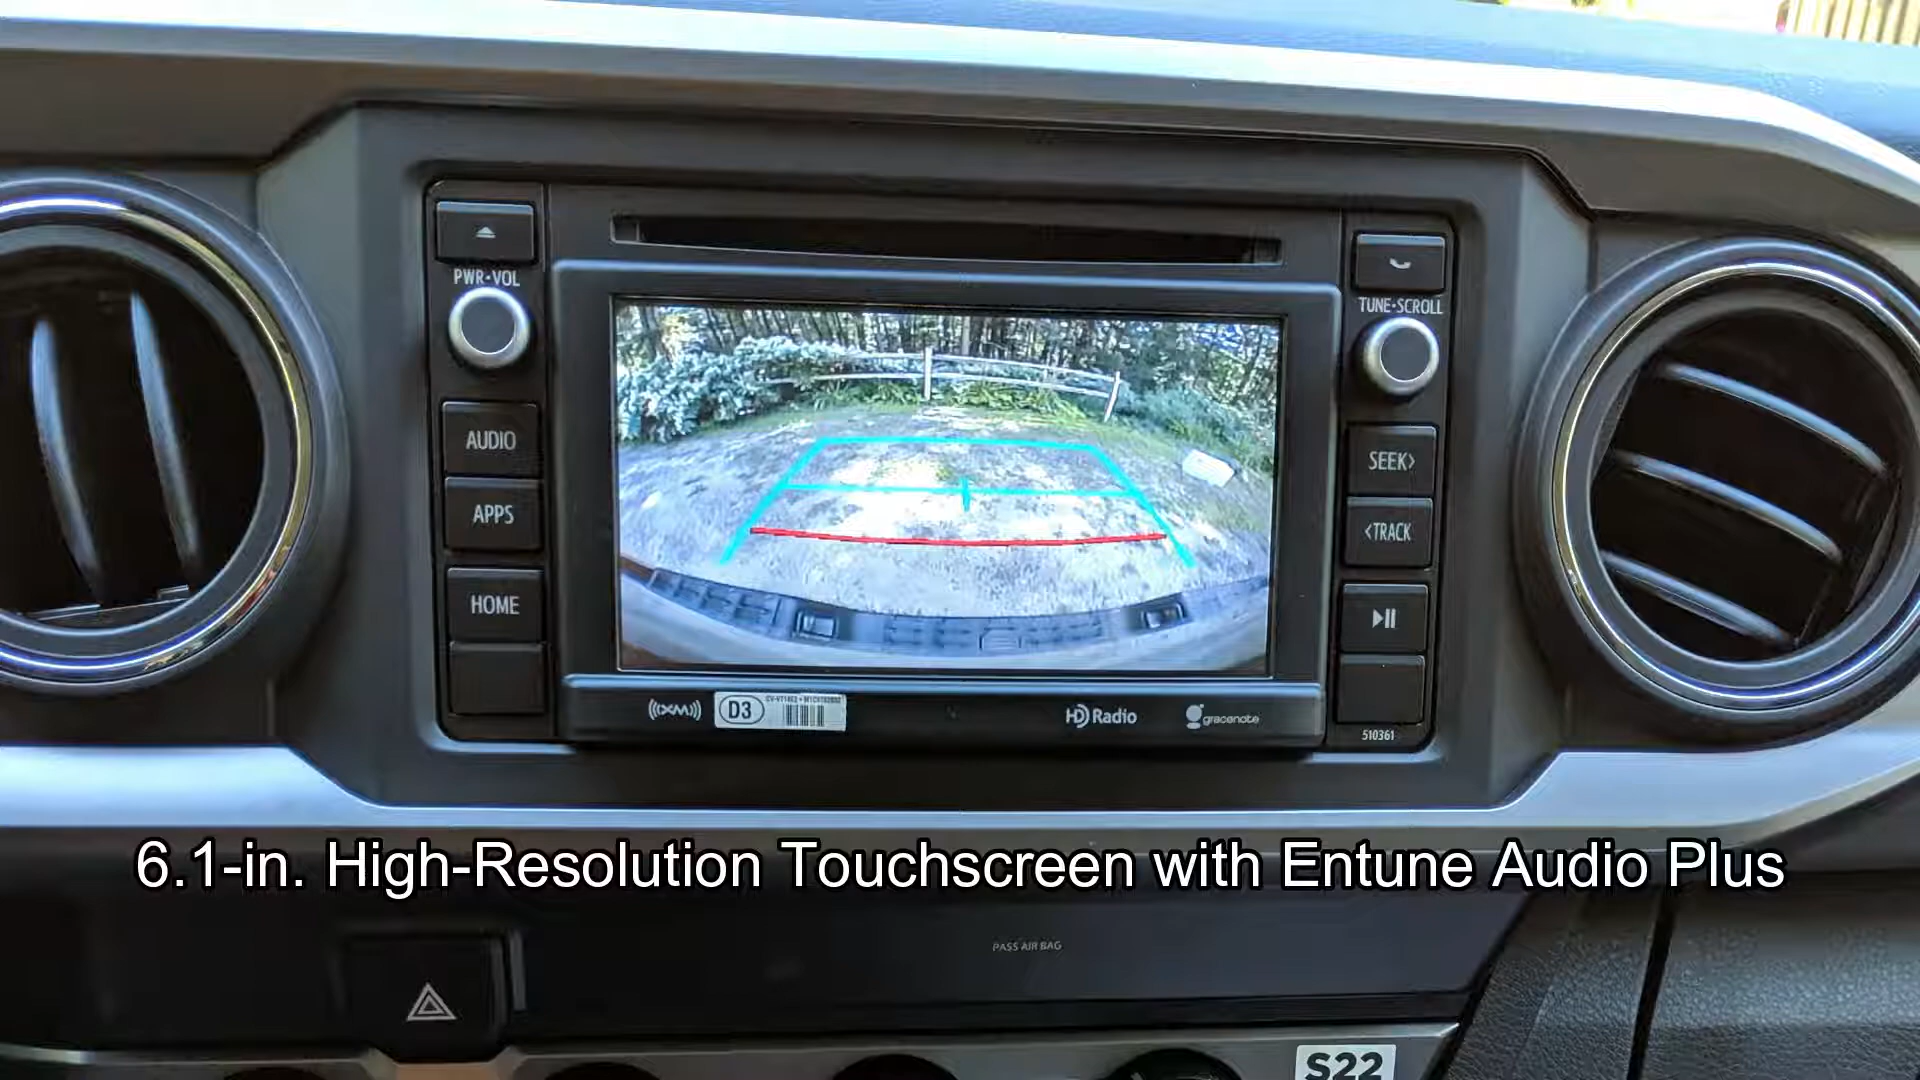 PWR•VOL
AUDIO
APPS
HOME
TUNE•SCROLL
SEEK>
<TRACK
((XM))
D3
HD Radio
gracenote
510361
6.1-in. High-Resolution Touchscreen with Entune Audio Plus
PASS AIR BAG
S22